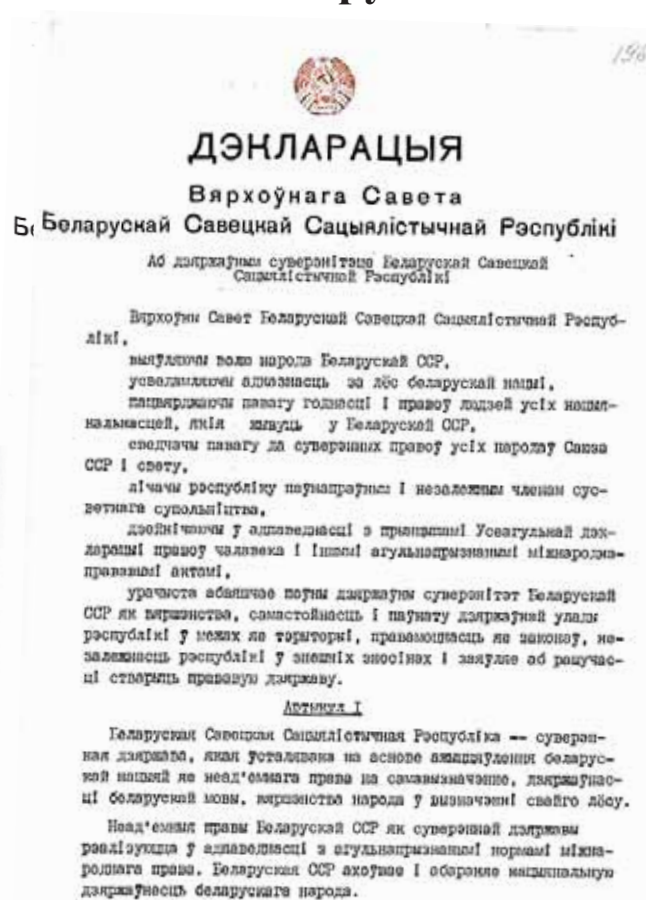 196
ДЭКЛАРАЦЫЯ
Вярхоўнага Савета
Беларускай Савецкай Сацыялістычнай Рэспублікі
Аб дзяржаўным суверэнітэце Беларускай Савецкай
Сацыялістычнай Рэспублікі
Вярхоўны Савет Беларускай Савецкай Сацыялістычнай Рэспуб-
лікі,
выяўляючы волю народа Беларускай ССР,
усведамляючы адказнасць за лёс беларускай нацыі,
пацвярджаючы павагу годнасці і правоў людзей усіх нацыя-
нальнасцей, якія жывуць у Беларускай ССР,
сведчачы павагу да суверэнных правоў усіх народаў Саюза
ССР і свету,
лічачы рэспубліку паўнапраўным і незалежным членам сус-
ветнага супольніцтва,
дзейнічаючы ў адпаведнасці з прынцыпамі Усеагульнай дэк-
ларацыі правоў чалавека і іншымі агульнапрызнанымі міжнародна-
прававымі актамі,
урачыста абвяшчае поўны дзяржаўны суверэнітэт Беларускай
ССР як вяршэнства, самастойнасць і паўнату дзяржаўнай улады
рэспублікі ў межах яе тэрыторыі, правамоцнасць яе законаў, не-
залежнасць рэспублікі ў знешніх зносінах і заяўляе аб рашучас-
ці стварыць прававую дзяржаву.
Артыкул I
Беларуская Савецкая Сацыялістычная Рэспубліка -- суверэн-
ная дзяржава, якая ўсталявана на аснове ажыццяўлення беларус-
кай нацыяй яе неад'емнага права на самавызначэнне, дзяржаўнас-
ці беларускай мовы, вяршэнства народа ў вызначэнні свайго лёсу.
Неад'емныя правы Беларускай ССР як суверэннай дзяржавы
рэалізуюцца ў адпаведнасці з агульнапрызнанымі нормамі міжна-
роднага права. Беларуская ССР ахоўвае і абараняе нацыянальную
дзяржаўнасць беларускага народа.